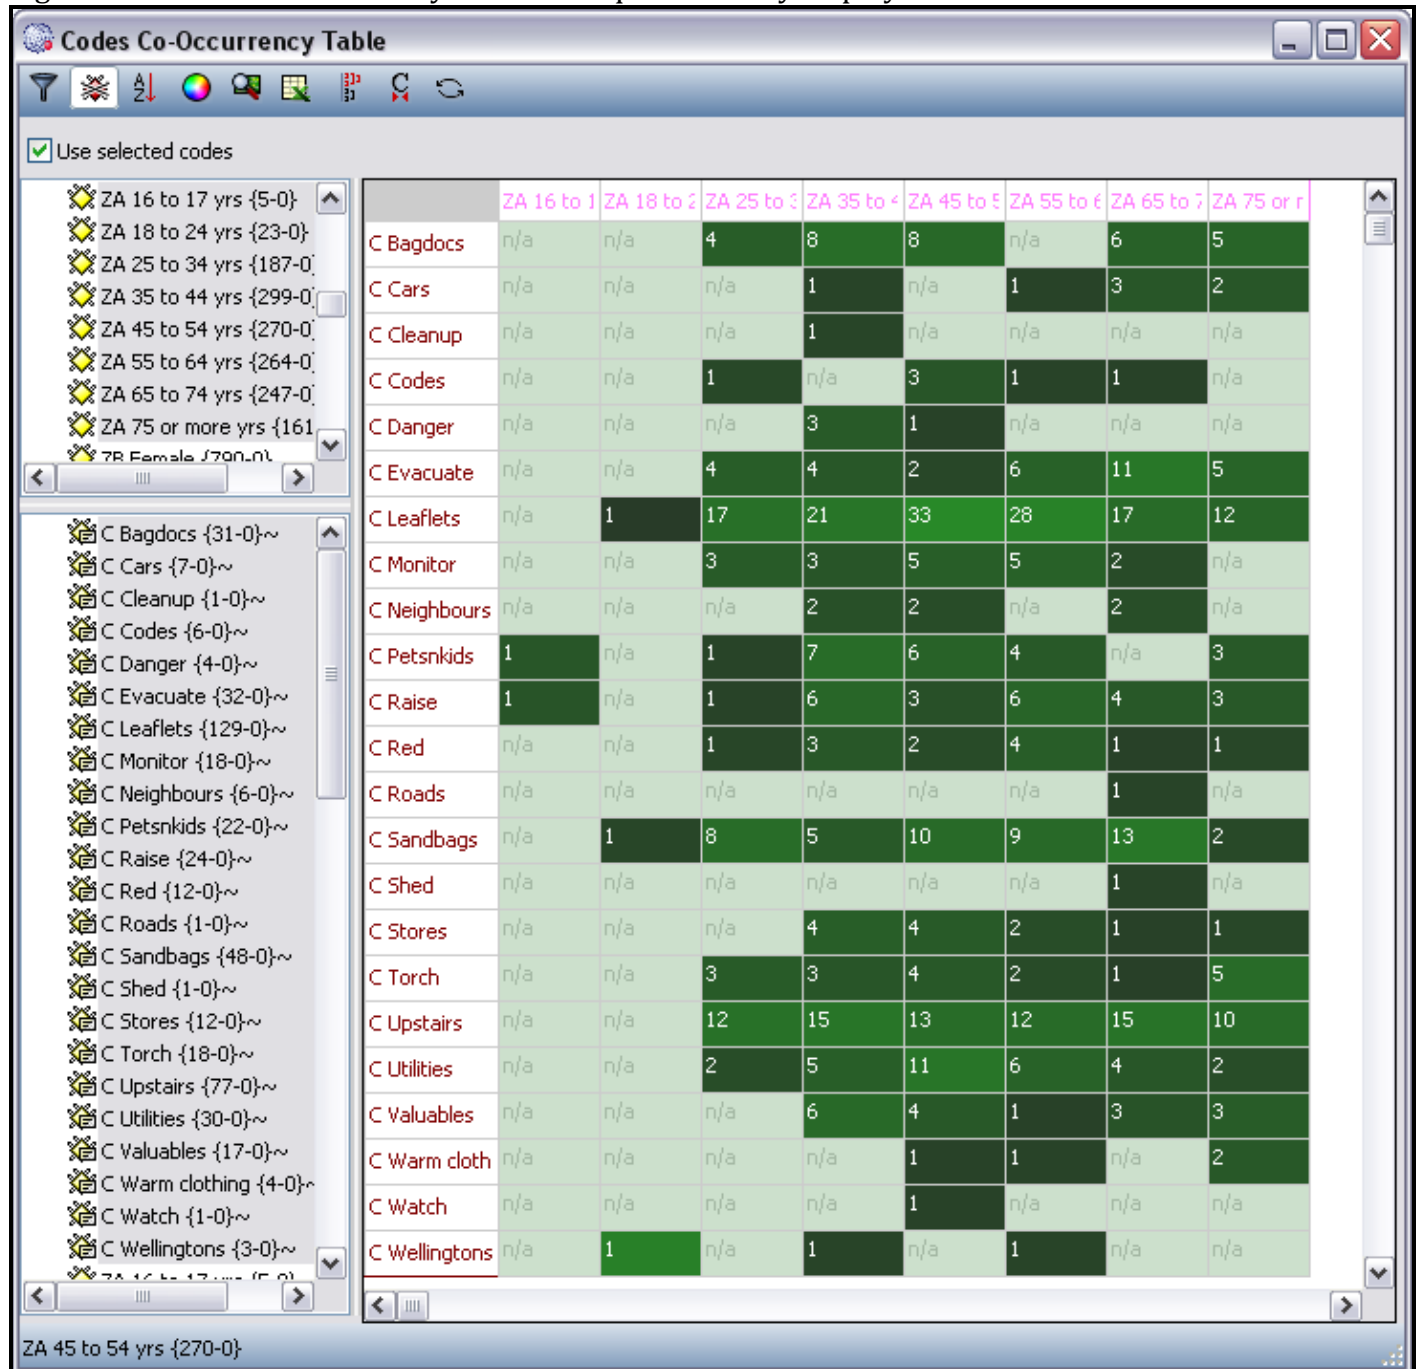 Codes Co-Occurrency Table
Use selected codes
ZA 16 to 17 yrs {5-0}
ZA 18 to 24 yrs {23-0}
ZA 25 to 34 yrs {187-0
ZA 35 to 44 yrs {299-0
ZA 45 to 54 yrs {270-0
ZA 55 to 64 yrs {264-0
ZA 65 to 74 yrs {247-0
ZA 75 or more yrs {161
ZB Female {790-0}
C Bagdocs {31-0}~
C Cars {7-0}~
C Cleanup {1-0}~
C Codes {6-0}~
C Danger {4-0}~
C Evacuate {32-0}~
C Leaflets {129-0}~
C Monitor {18-0}~
C Neighbours {6-0}~
C Petsnkids {22-0}~
C Raise {24-0}~
C Red {12-0}~
C Roads {1-0}~
C Sandbags {48-0}~
C Shed {1-0}~
C Stores {12-0}~
C Torch {18-0}~
C Upstairs {77-0}~
C Utilities {30-0}~
C Valuables {17-0}~
C Warm clothing {4-0}~
C Watch {1-0}~
C Wellingtons {3-0}~
ZA 16 to 17 yrs {5-0}
ZA 16 to 1 ZA 18 to 2 ZA 25 to 3 ZA 35 to 4 ZA 45 to 5 ZA 55 to 6 ZA 65 to 7 ZA 75 or r
C Bagdocs n/a n/a 4 8 8 n/a 6 5
C Cars n/a n/a n/a 1 n/a 1 3 2
C Cleanup n/a n/a n/a 1 n/a n/a n/a n/a
C Codes n/a n/a 1 n/a 3 1 1 n/a
C Danger n/a n/a n/a 3 1 n/a n/a n/a
C Evacuate n/a n/a 4 4 2 6 11 5
C Leaflets n/a 1 17 21 33 28 17 12
C Monitor n/a n/a 3 3 5 5 2 n/a
C Neighbours n/a n/a n/a 2 2 n/a 2 n/a
C Petsnkids 1 n/a 1 7 6 4 n/a 3
C Raise 1 n/a 1 6 3 6 4 3
C Red n/a n/a 1 3 2 4 1 1
C Roads n/a n/a n/a n/a n/a n/a 1 n/a
C Sandbags n/a 1 8 5 10 9 13 2
C Shed n/a n/a n/a n/a n/a n/a 1 n/a
C Stores n/a n/a n/a 4 4 2 1 1
C Torch n/a n/a 3 3 4 2 1 5
C Upstairs n/a n/a 12 15 13 12 15 10
C Utilities n/a n/a 2 5 11 6 4 2
C Valuables n/a n/a n/a 6 4 1 3 3
C Warm cloth n/a n/a n/a n/a 1 1 n/a 2
C Watch n/a n/a n/a n/a 1 n/a n/a n/a
C Wellingtons n/a 1 n/a 1 n/a 1 n/a n/a
ZA 45 to 54 yrs {270-0}